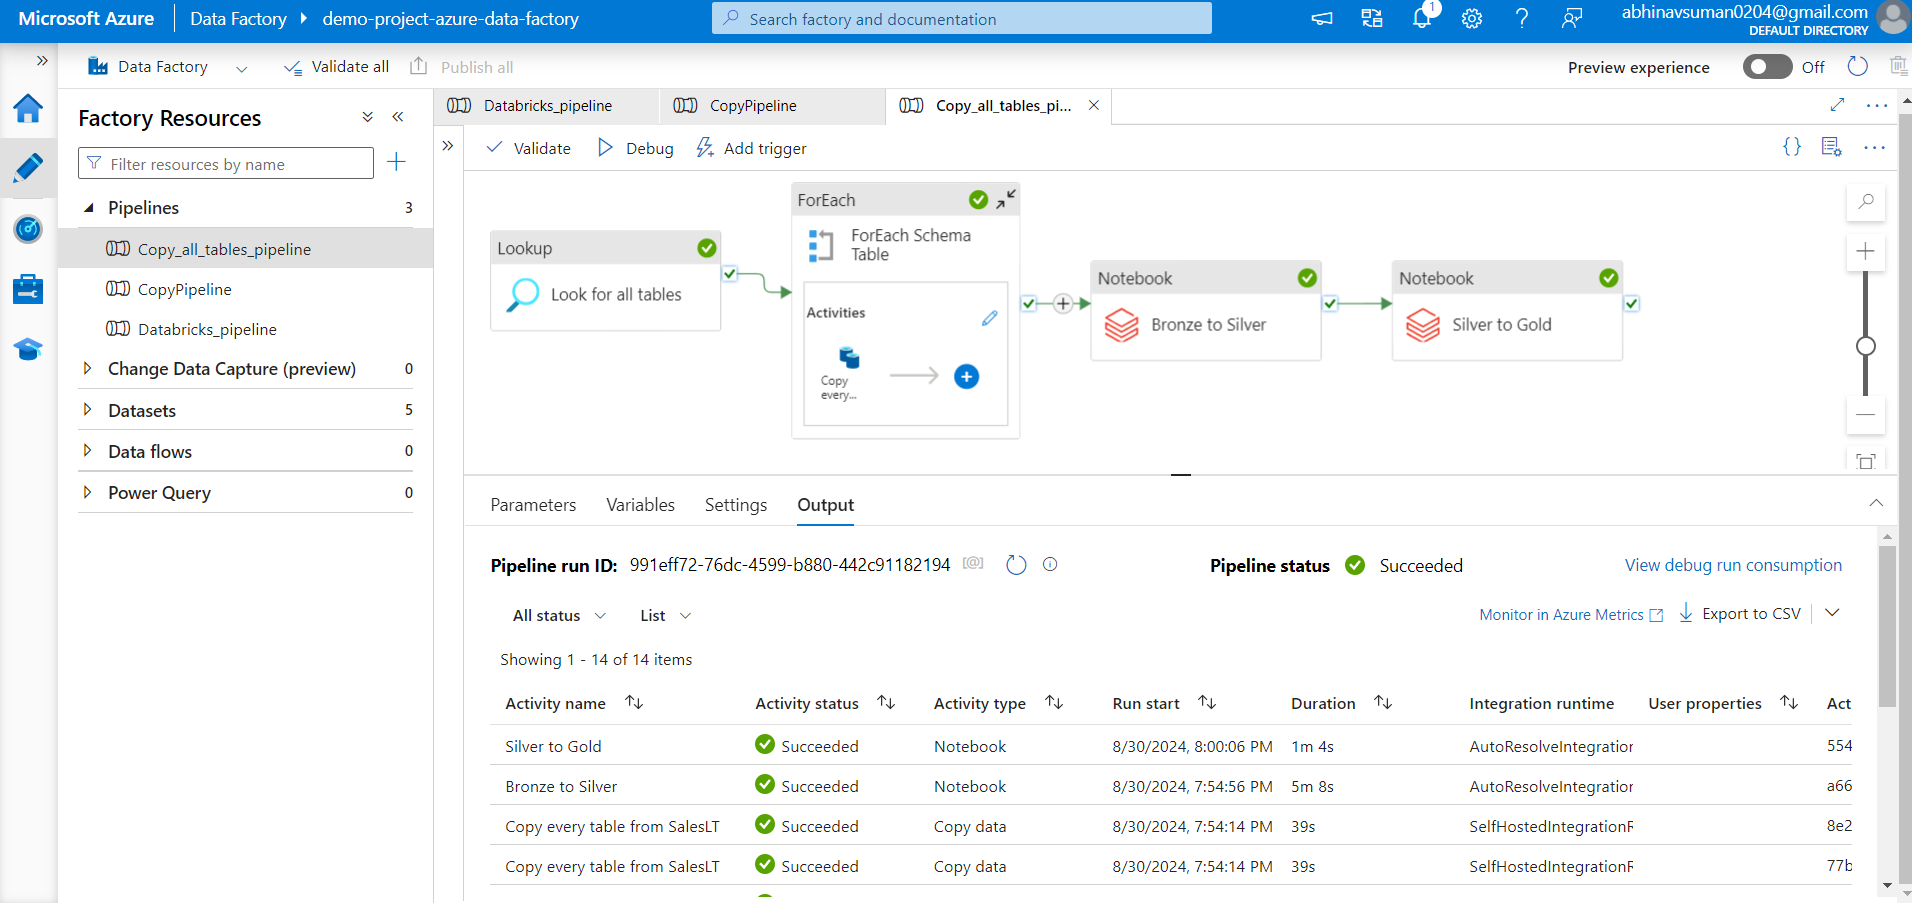 Microsoft Azure
Data Factory
demo-project-azure-data-factory
Search factory and documentation
1
abhinavsuman0204@gmail.com
DEFAULT DIRECTORY
Data Factory
Validate all
Publish all
Preview experience
Off
Factory Resources
Filter resources by name
Pipelines 3
Copy_all_tables_pipeline
CopyPipeline
Databricks_pipeline
Change Data Capture (preview) 0
Datasets 5
Data flows 0
Power Query 0
Databricks_pipeline
CopyPipeline
Copy_all_tables_pi...
Validate
Debug
Add trigger
{}
Lookup
Look for all tables
ForEach
ForEach Schema
Table
Activities
Copy
every...
Notebook
Bronze to Silver
Notebook
Silver to Gold
Parameters
Variables
Settings
Output
Pipeline run ID: 991eff72-76dc-4599-b880-442c91182194 [@]
Pipeline status Succeeded
View debug run consumption
All status
List
Monitor in Azure Metrics
Export to CSV
Showing 1 - 14 of 14 items
Activity name Activity status Activity type Run start Duration Integration runtime User properties Act
Silver to Gold Succeeded Notebook 8/30/2024, 8:00:06 PM 1m 4s AutoResolveIntegration 554
Bronze to Silver Succeeded Notebook 8/30/2024, 7:54:56 PM 5m 8s AutoResolveIntegration a66
Copy every table from SalesLT Succeeded Copy data 8/30/2024, 7:54:14 PM 39s SelfHostedIntegrationR 8e2
Copy every table from SalesLT Succeeded Copy data 8/30/2024, 7:54:14 PM 39s SelfHostedIntegrationR 77b